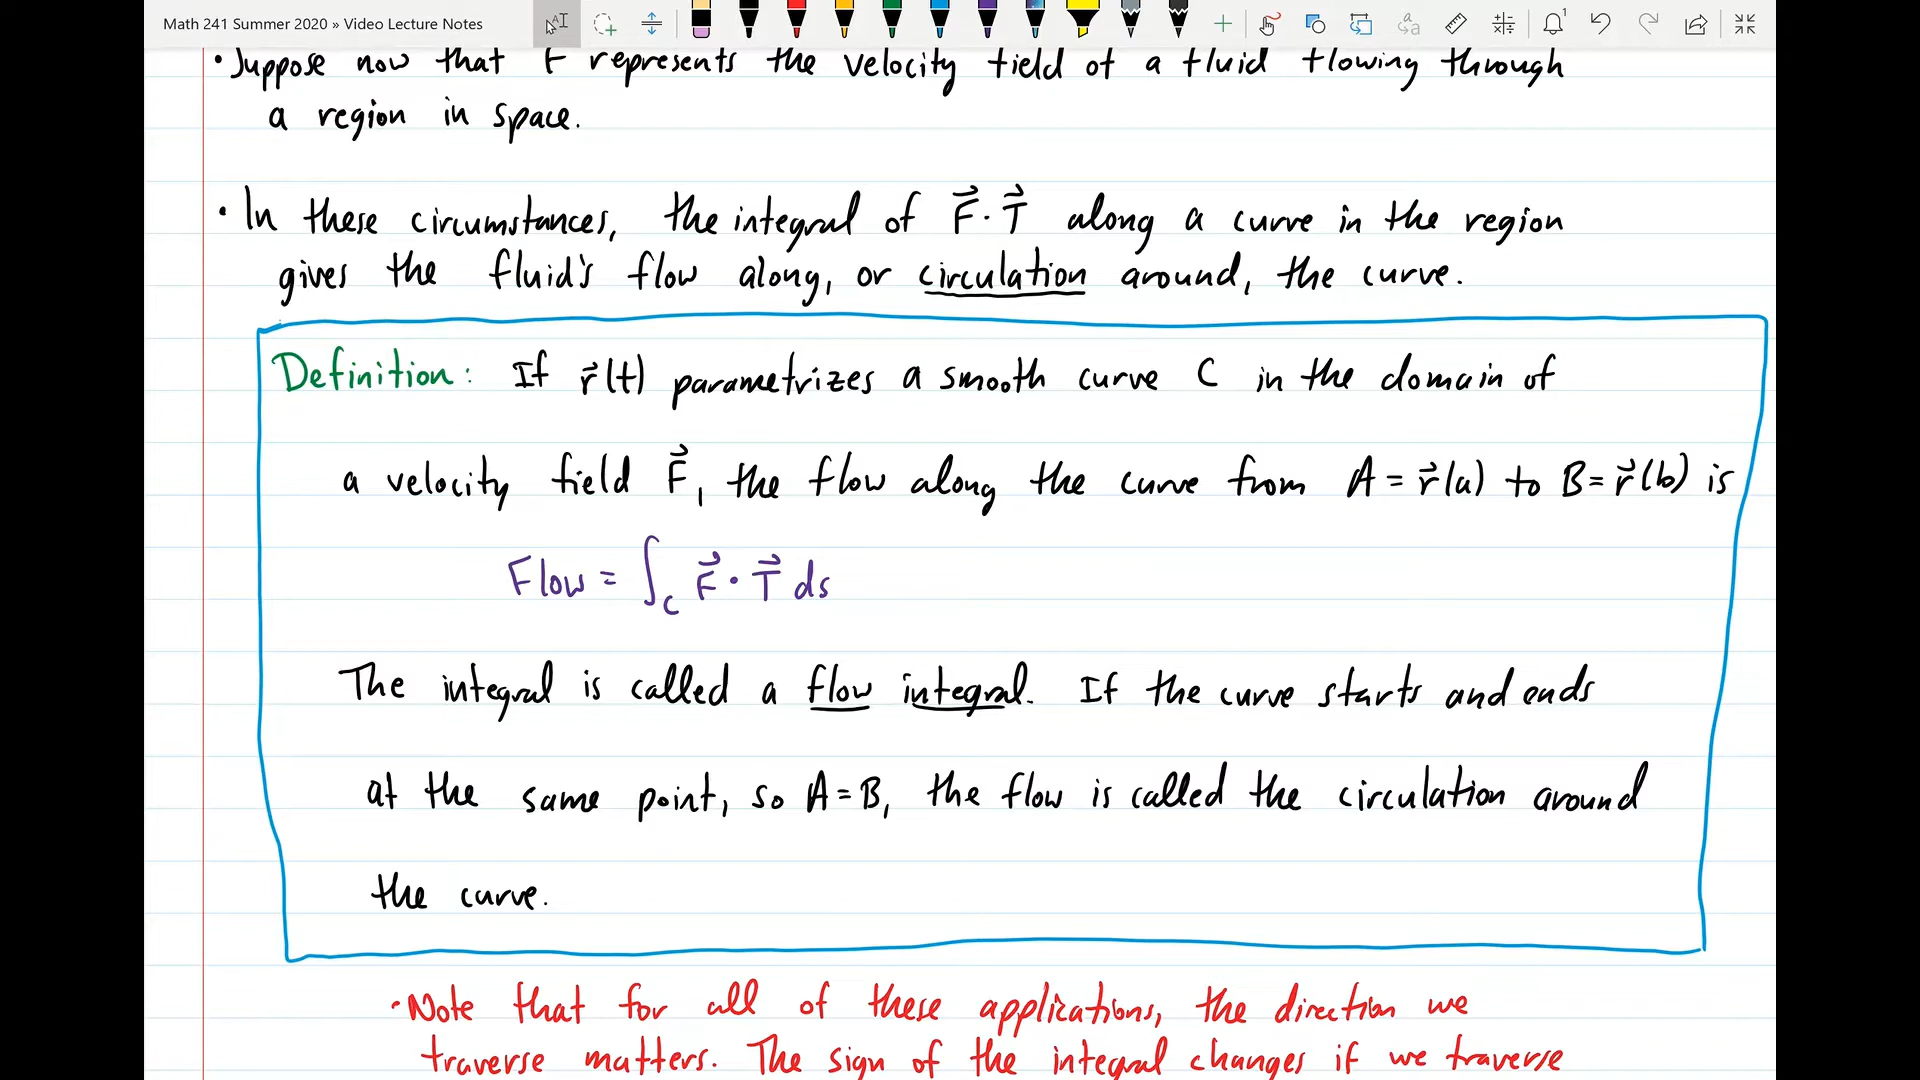 Math 241 Summer 2020 » Video Lecture Notes
• Suppose now that F represents the velocity field of a fluid flowing through
a region in space.
• In these circumstances, the integral of F⃗ · T⃗ along a curve in the region
gives the fluid's flow along, or circulation around, the curve.
Definition: If r⃗(t) parametrizes a smooth curve C in the domain of
a velocity field F⃗, the flow along the curve from A = r⃗(a) to B = r⃗(b) is
Flow = ∫_C F⃗ · T⃗ ds
The integral is called a flow integral. If the curve starts and ends
at the same point, so A = B, the flow is called the circulation around
the curve.
• Note that for all of these applications, the direction we
traverse matters. The sign of the integral changes if we traverse